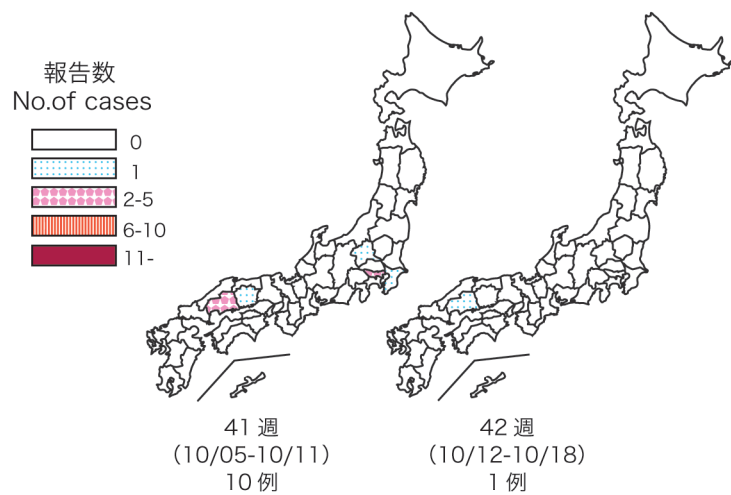 報告数
No.of cases
0
1
2-5
6-10
11-
41 週
（10/05-10/11）
10 例
42 週
（10/12-10/18）
1 例